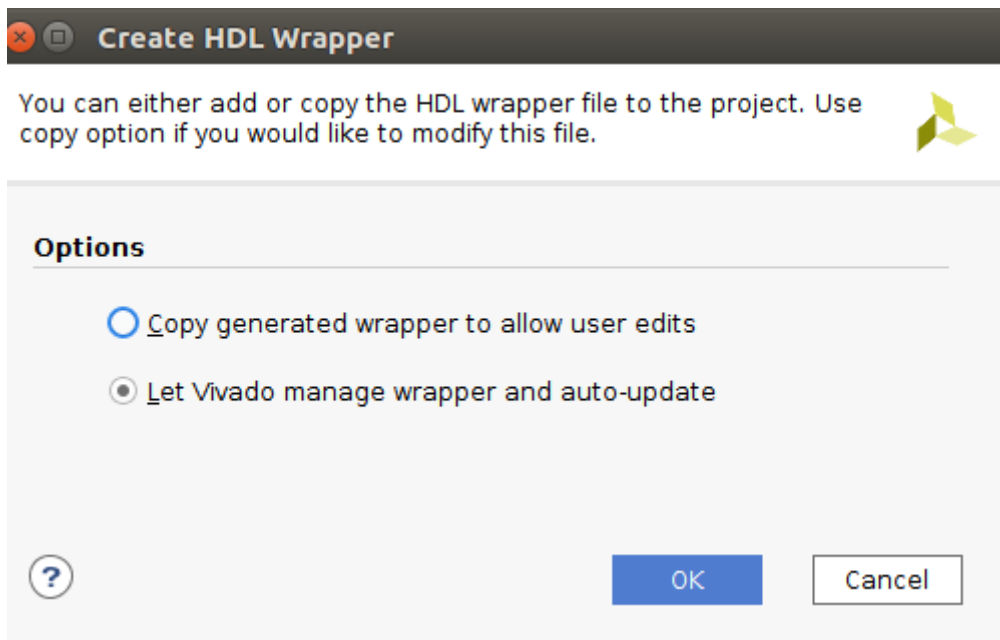 Create HDL Wrapper
You can either add or copy the HDL wrapper file to the project. Use
copy option if you would like to modify this file.
Options
Copy generated wrapper to allow user edits
Let Vivado manage wrapper and auto-update
?
OK
Cancel